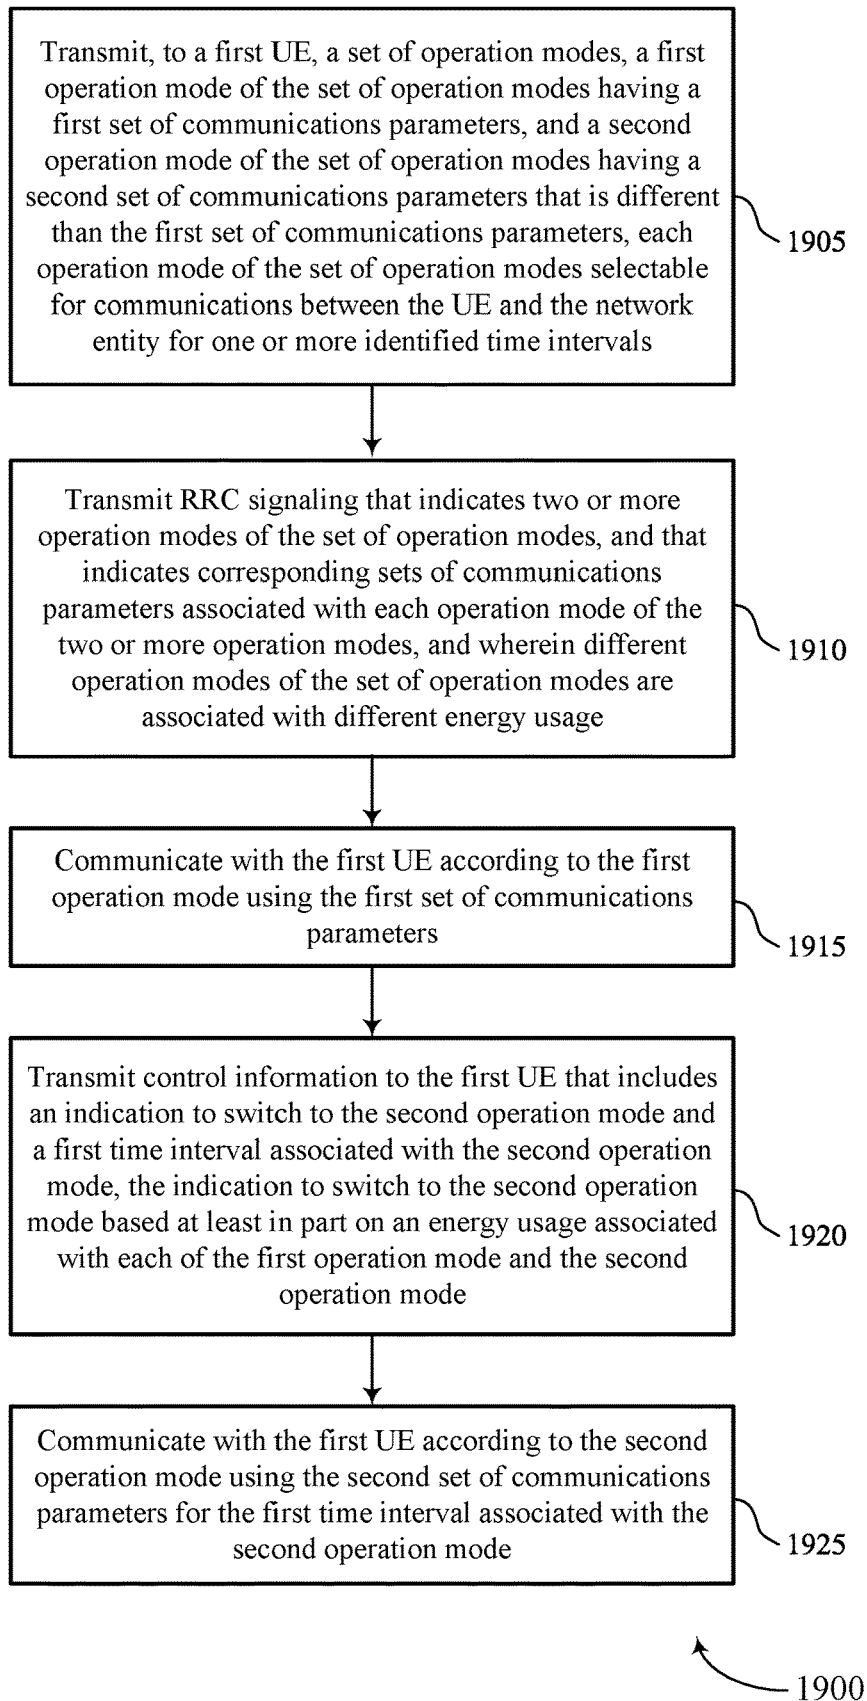 Transmit, to a first UE, a set of operation modes, a first
operation mode of the set of operation modes having a
first set of communications parameters, and a second
operation mode of the set of operation modes having a
second set of communications parameters that is different
than the first set of communications parameters, each
operation mode of the set of operation modes selectable
for communications between the UE and the network
entity for one or more identified time intervals
1905
Transmit RRC signaling that indicates two or more
operation modes of the set of operation modes, and that
indicates corresponding sets of communications
parameters associated with each operation mode of the
two or more operation modes, and wherein different
operation modes of the set of operation modes are
associated with different energy usage
1910
Communicate with the first UE according to the first
operation mode using the first set of communications
parameters
1915
Transmit control information to the first UE that includes
an indication to switch to the second operation mode and
a first time interval associated with the second operation
mode, the indication to switch to the second operation
mode based at least in part on an energy usage associated
with each of the first operation mode and the second
operation mode
1920
Communicate with the first UE according to the second
operation mode using the second set of communications
parameters for the first time interval associated with the
second operation mode
1925
1900